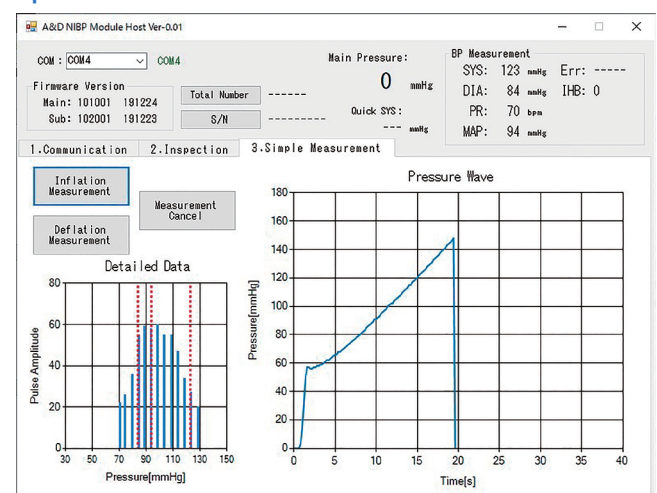 A&D NIBP Module Host Ver-0.01
COM : COM4 COM4
Firmware Version
Main: 101001 191224
Sub: 102001 191223
Total Number ------
S/N ---------
Main Pressure:
0 mmHg
Quick SYS:
--- mmHg
BP Measurement
SYS: 123 mmHg Err: -----
DIA: 84 mmHg IHB: 0
PR: 70 bpm
MAP: 94 mmHg
1.Communication 2.Inspection 3.Simple Measurement
Inflation
Measurement
Measurement
Cancel
Deflation
Measurement
Detailed Data
80
60
40
20
0
Pulse Amplitude
30 50 70 90 110 130 150
Pressure[mmHg]
Pressure Wave
180
160
140
120
100
80
60
40
20
0
Pressure[mmHg]
0 5 10 15 20 25 30 35 40
Time[s]